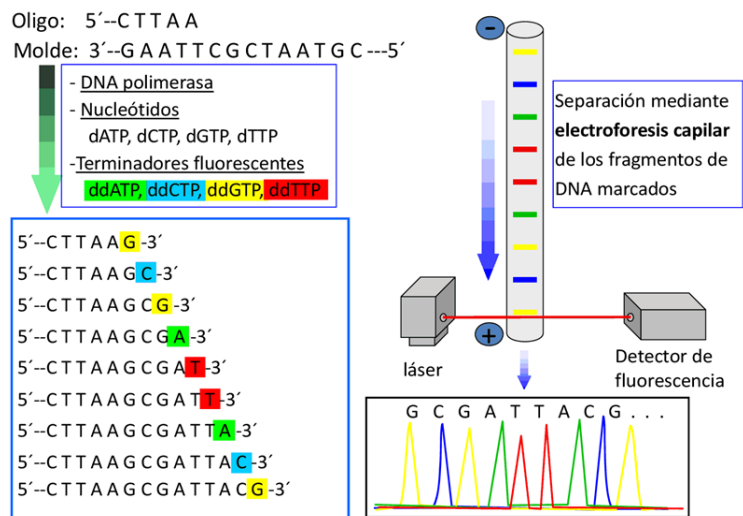 Oligo: 5´--C T T A A
Molde: 3´--G A A T T C G C T A A T G C ---5´
- DNA polimerasa
- Nucleótidos
dATP, dCTP, dGTP, dTTP
-Terminadores fluorescentes
ddATP, ddCTP, ddGTP, ddTTP
5´--C T T A A G -3´
5´--C T T A A G C -3´
5´--C T T A A G C G -3´
5´--C T T A A G C G A -3´
5´--C T T A A G C G A T -3´
5´--C T T A A G C G A T T -3´
5´--C T T A A G C G A T T A -3´
5´--C T T A A G C G A T T A C -3´
5´--C T T A A G C G A T T A C G -3´
-
+
láser
Separación mediante
electroforesis capilar
de los fragmentos de
DNA marcados
Detector de
fluorescencia
G C G A T T A C G . . .